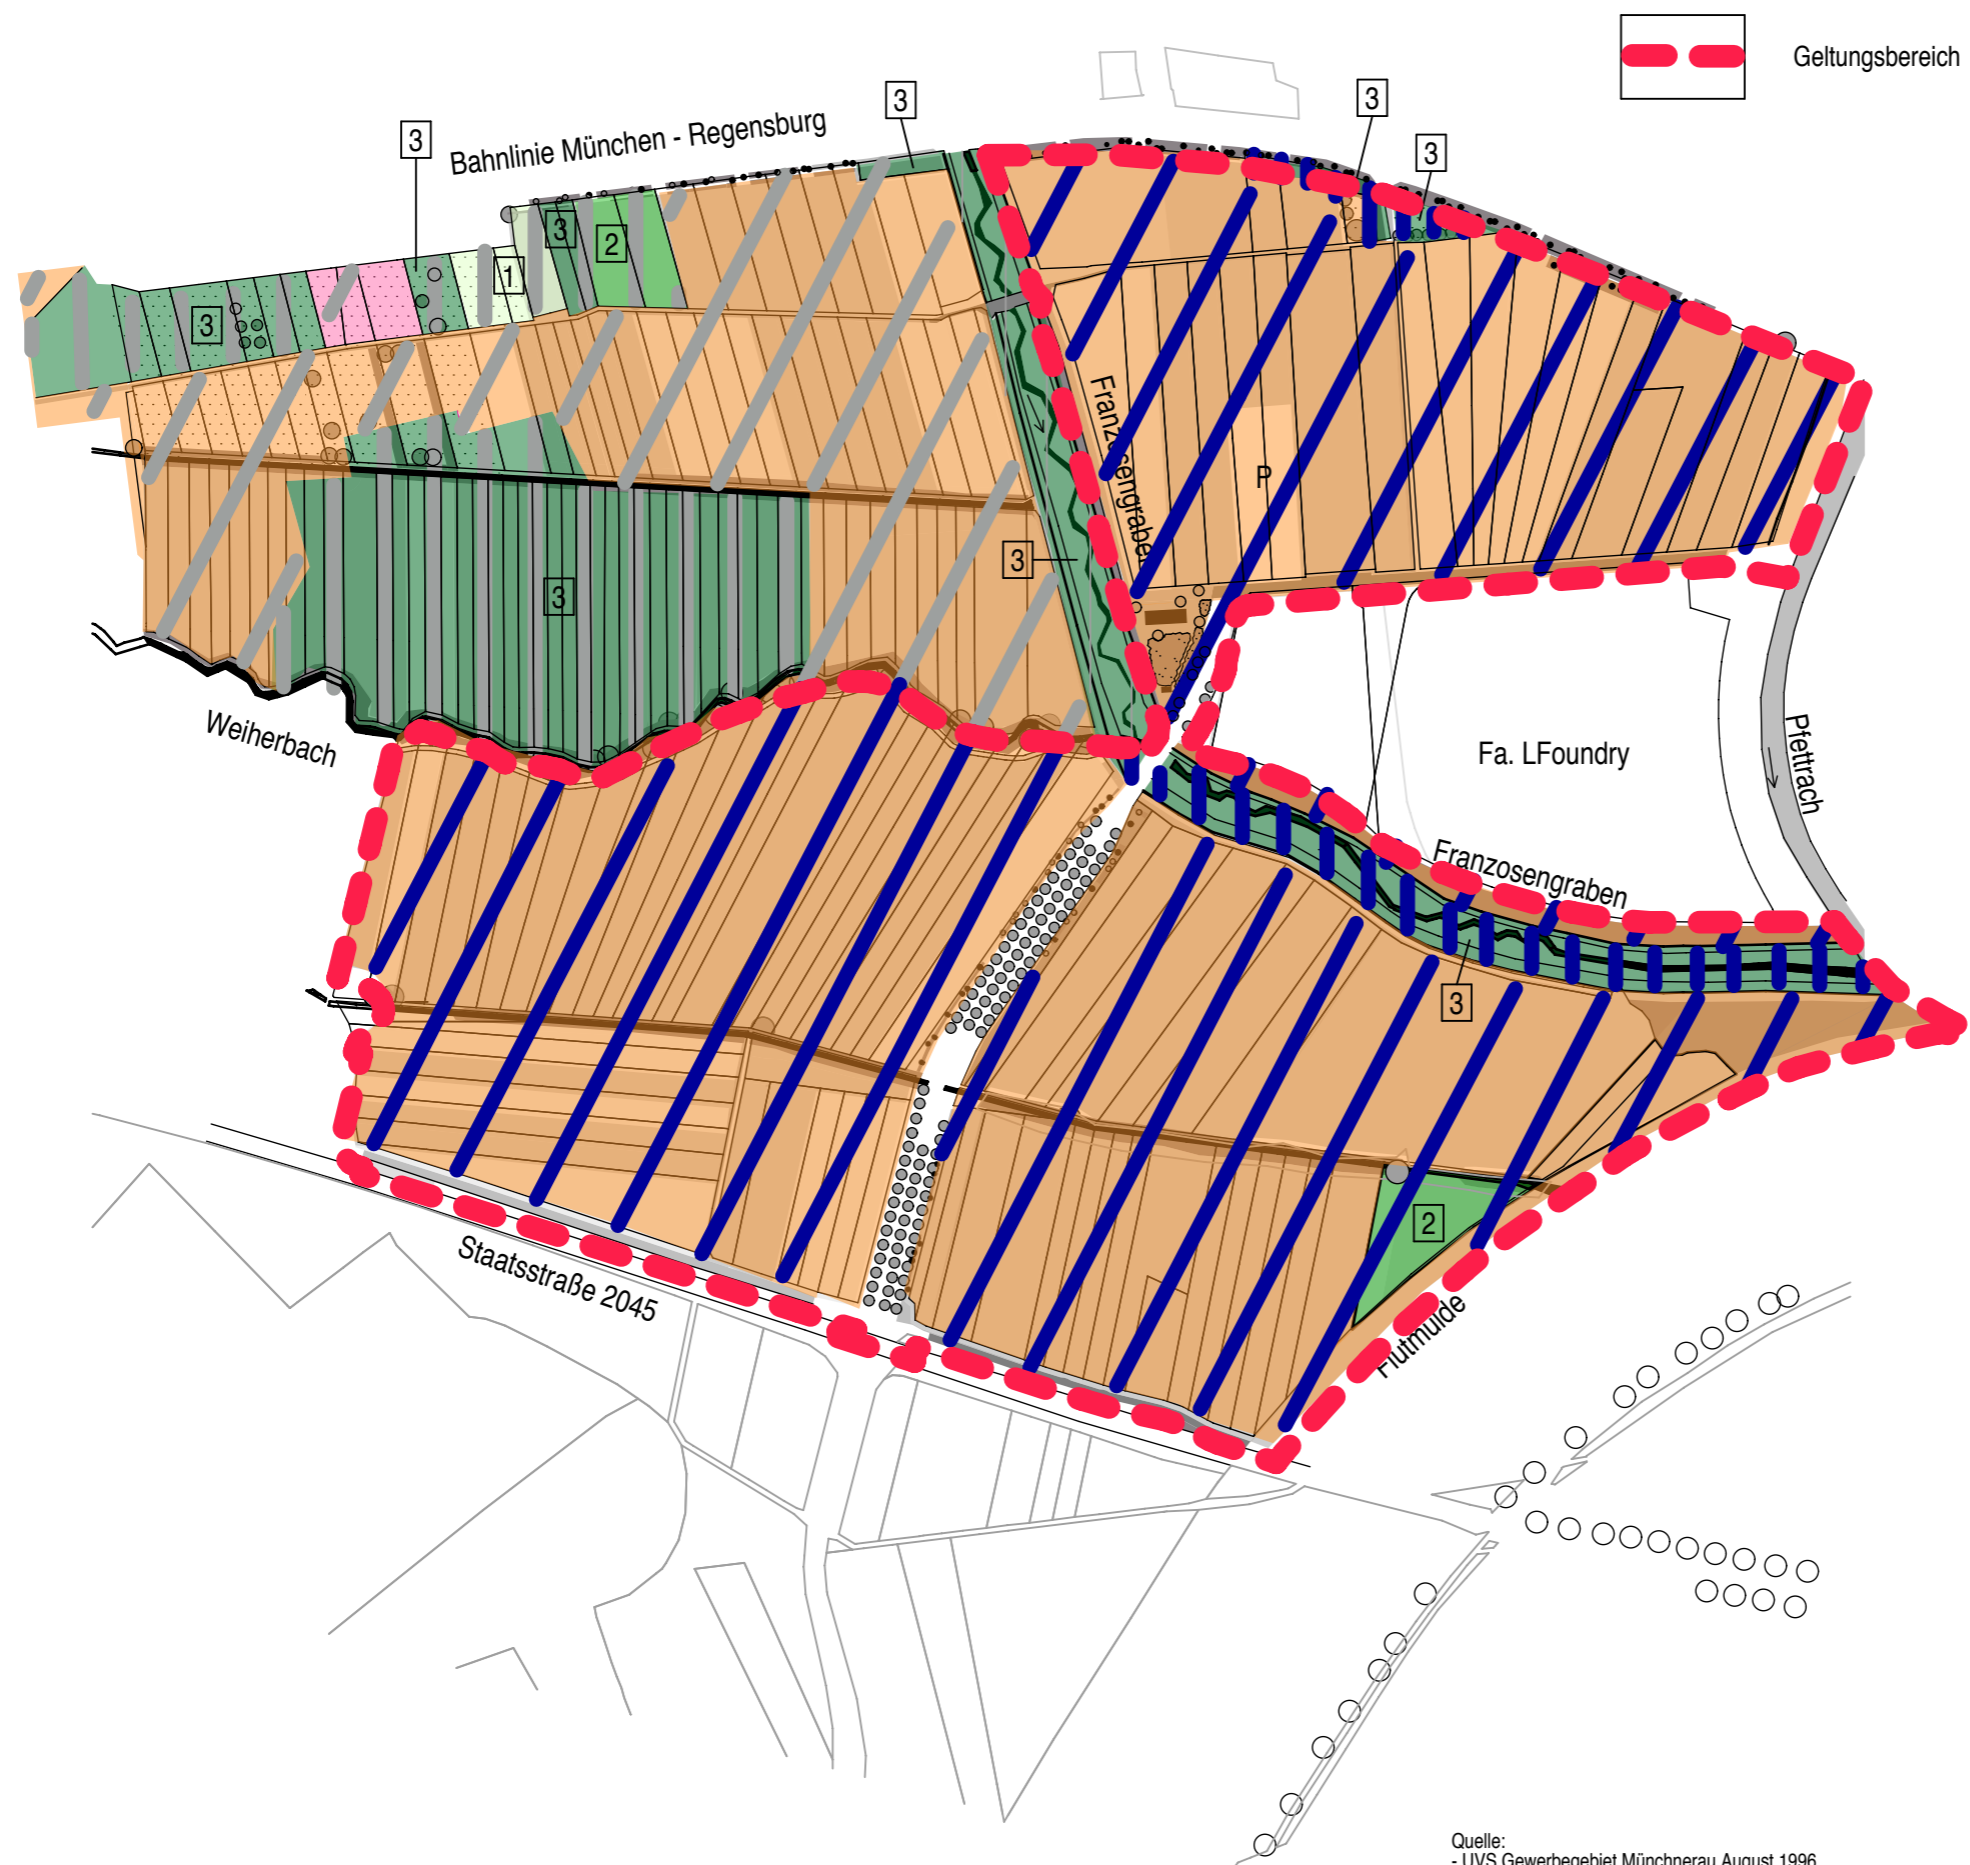 Geltungsbereich
3
3
3
3
Bahnlinie München - Regensburg
3
2
1
3
Franzosengraben
P
3
3
Weiherbach
Fa. LFoundry
Pfettrach
Franzosengraben
3
2
Staatsstraße 2045
Flutmulde
Quelle:
- UVS Gewerbegebiet Münchnerau August 1996